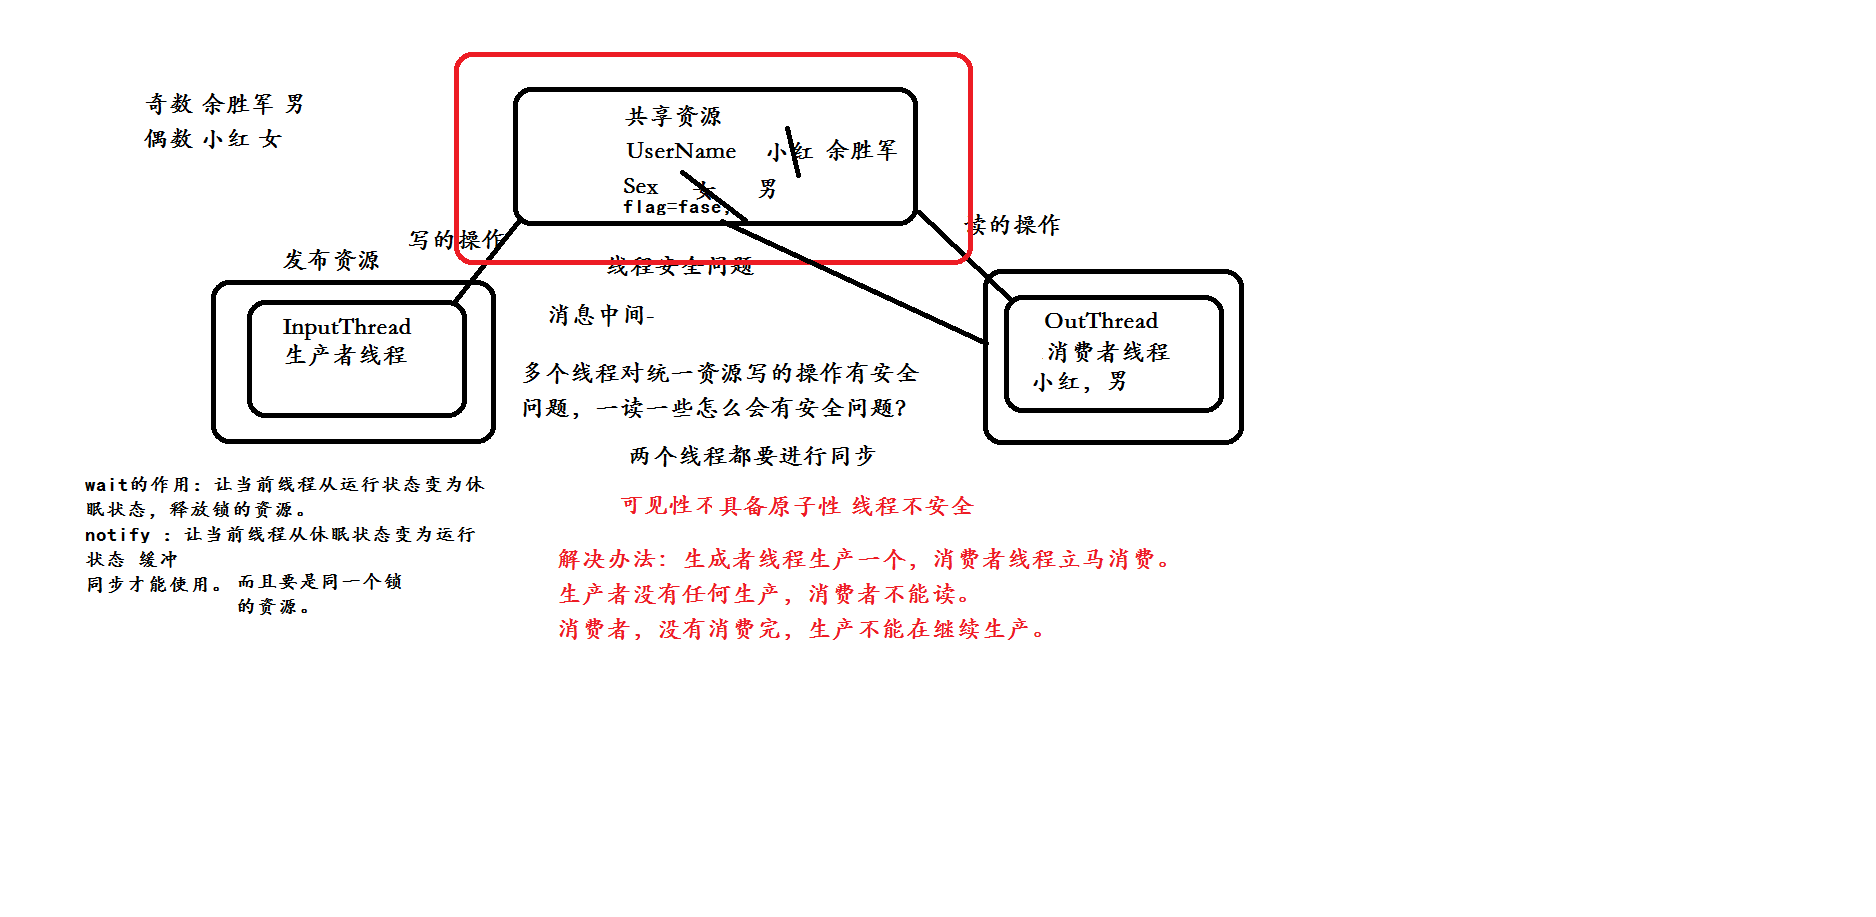 奇数 余胜军 男
偶数 小红 女
共享资源
UserName 小红 余胜军
Sex 女 男
flag=fase;
写的操作
读的操作
发布资源
线程安全问题
InputThread
生产者线程
消息中间-
OutThread
消费者线程
小红，男
多个线程对统一资源写的操作有安全
问题，一读一些怎么会有安全问题？
两个线程都要进行同步
wait的作用：让当前线程从运行状态变为休
眠状态，释放锁的资源。
notify ：让当前线程从休眠状态变为运行
状态 缓冲
同步才能使用。 而且要是同一个锁
的资源。
可见性不具备原子性 线程不安全
解决办法：生成者线程生产一个，消费者线程立马消费。
生产者没有任何生产，消费者不能读。
消费者，没有消费完，生产不能在继续生产。